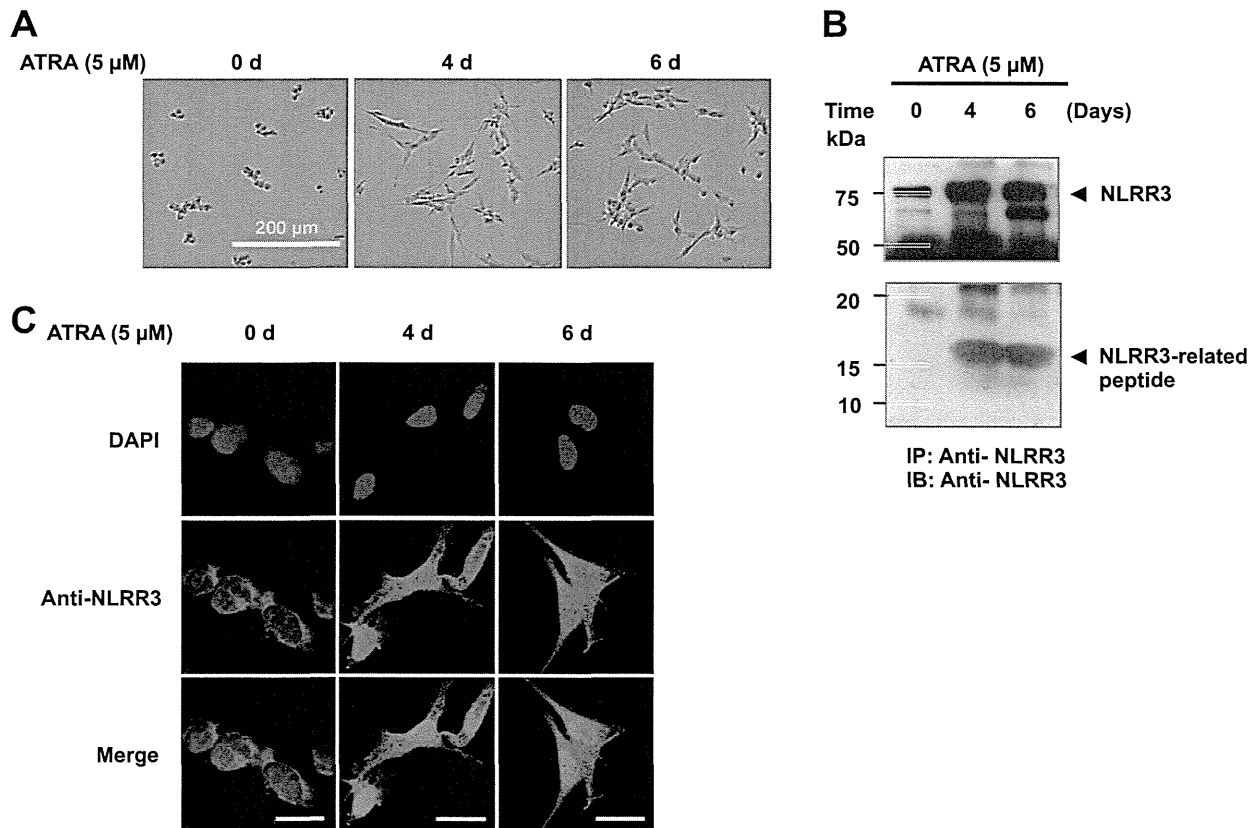 A
ATRA (5 µM)
0 d
4 d
6 d
200 µm
B
ATRA (5 µM)
Time 0 4 6 (Days)
kDa
75
NLRR3
50
20
15
NLRR3-related
peptide
10
IP: Anti- NLRR3
IB: Anti- NLRR3
C
ATRA (5 µM)
0 d
4 d
6 d
DAPI
Anti-NLRR3
Merge